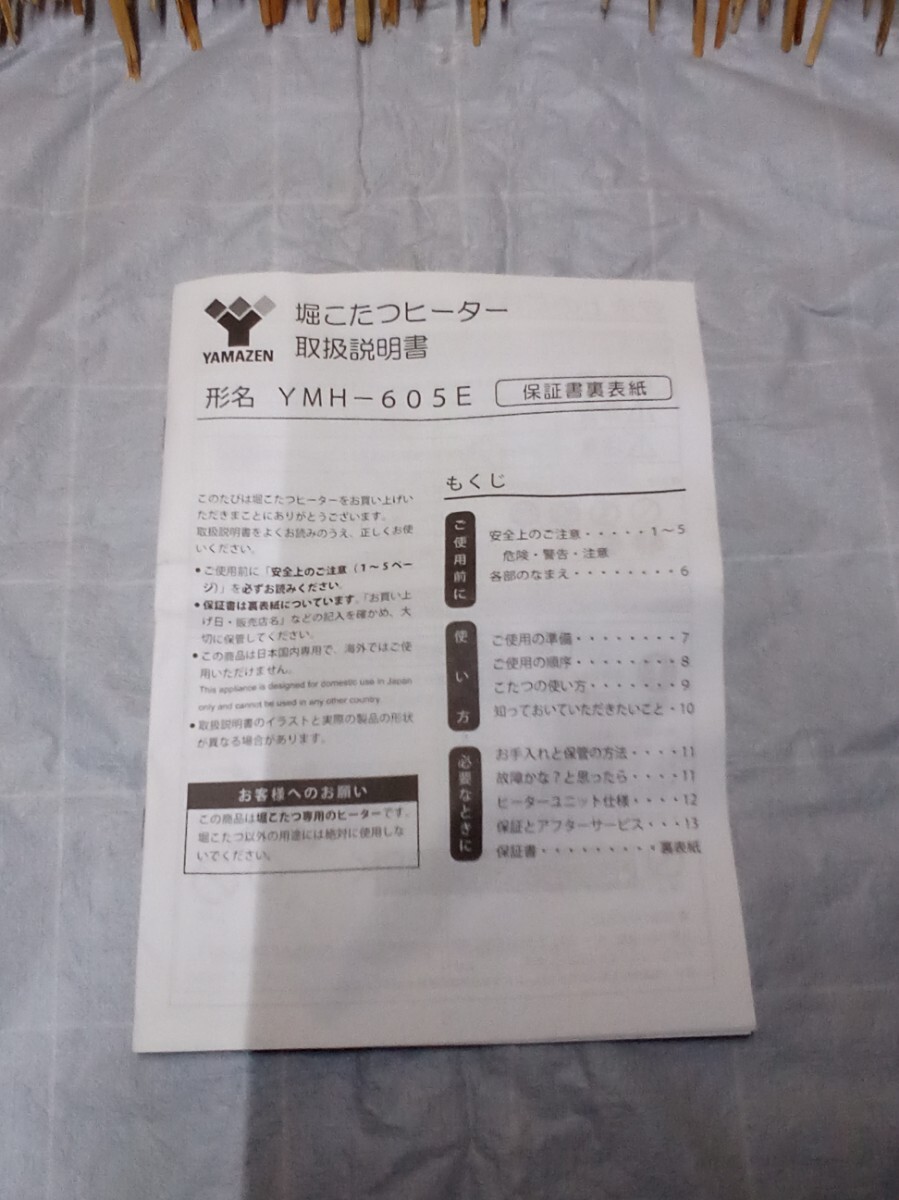 YAMAZEN
堀こたつヒーター
取扱説明書
形名 YMH－605E
保証書裏表紙
このたびは堀こたつヒーターをお買い上げい
ただきまことにありがとうございます。
取扱説明書をよくお読みのうえ、正しくお使
いください。
●ご使用前に「安全上のご注意（1～5ペー
ジ）」を必ずお読みください。
●保証書は裏表紙についています。「お買い上
げ日・販売店名」などの記入を確かめ、大
切に保管してください。
●この商品は日本国内専用で、海外ではご使
用いただけません。
This appliance is designed for domestic use in Japan
only and cannot be used in any other country.
●取扱説明書のイラストと実際の製品の形状
が異なる場合があります。
お客様へのお願い
この商品は堀こたつ専用のヒーターです。
堀こたつ以外の用途には絶対に使用しな
いでください。
もくじ
ご使用前に
安全上のご注意・・・・・1～5
危険・警告・注意
各部のなまえ・・・・・・・・6
使い方
ご使用の準備・・・・・・・・7
ご使用の順序・・・・・・・・8
こたつの使い方・・・・・・・9
知っておいていただきたいこと・10
必要なときに
お手入れと保管の方法・・・・11
故障かな？と思ったら・・・・11
ヒーターユニット仕様・・・・12
保証とアフターサービス・・・13
保証書・・・・・・・・・裏表紙